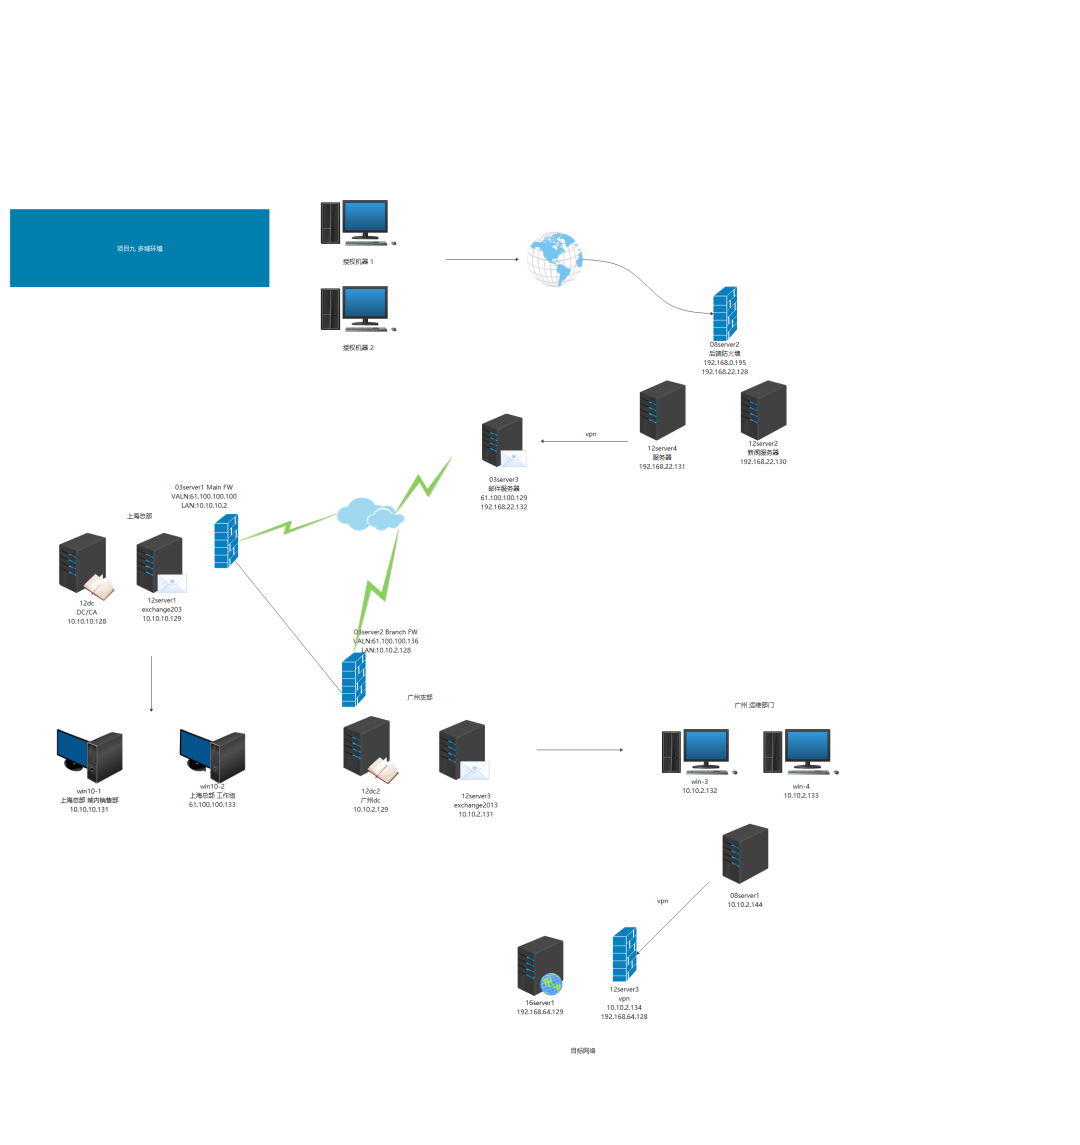 项目九 多域环境
授权机器 1
授权机器 2
08server2
后端防火墙
192.168.0.195
192.168.22.128
12server4
服务器
192.168.22.131
12server2
新闻服务器
192.168.22.130
vpn
03server3
邮件服务器
61.100.100.129
192.168.22.132
03server1 Main FW
VALN:61.100.100.100
LAN:10.10.10.2
上海总部
12dc
DC/CA
10.10.10.128
12server1
exchange203
10.10.10.129
03server2 Branch FW
VALN:61.100.100.136
LAN:10.10.2.128
广州支部
广州 运维部门
win10-1
上海总部 域内销售部
10.10.10.131
win10-2
上海总部 工作组
61.100.100.133
12dc2
广州dc
10.10.2.129
12server3
exchange2013
10.10.2.131
win-3
10.10.2.132
win-4
10.10.2.133
08server1
10.10.2.144
vpn
16server1
192.168.64.129
12server3
vpn
10.10.2.134
192.168.64.128
目标网络